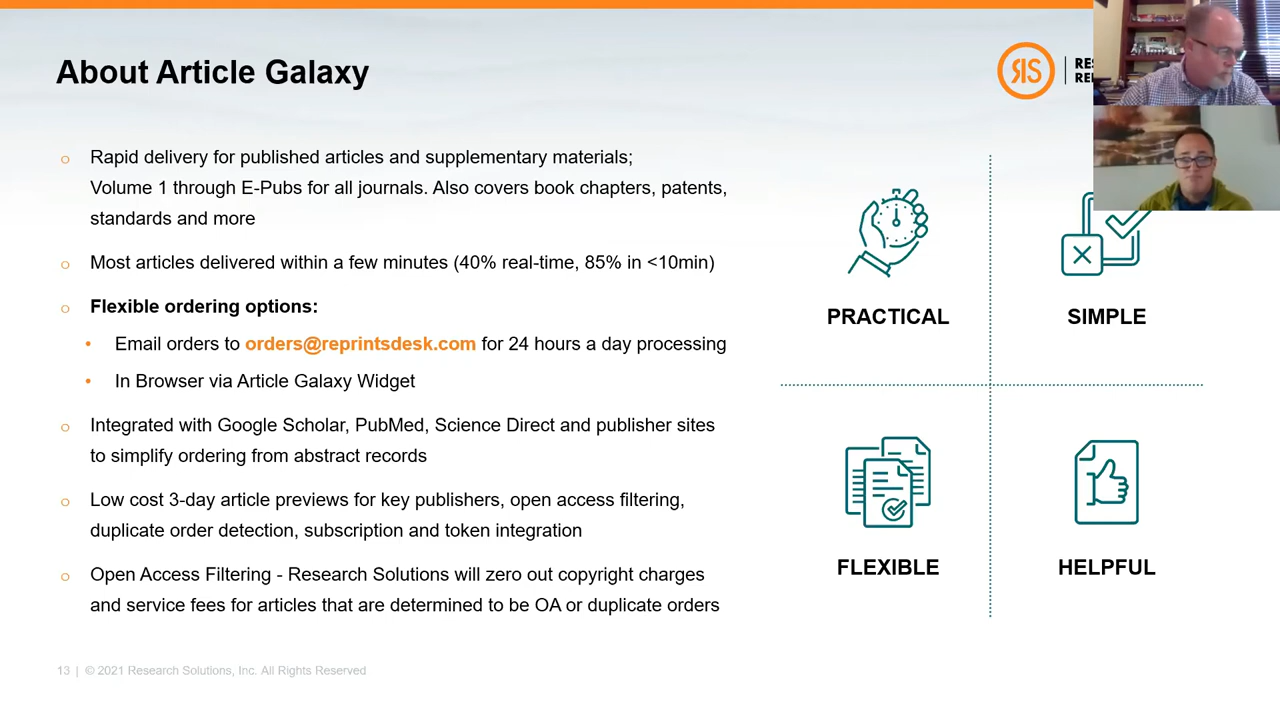 About Article Galaxy
RIS
Rapid delivery for published articles and supplementary materials;
Volume 1 through E-Pubs for all journals. Also covers book chapters, patents,
standards and more
Most articles delivered within a few minutes (40% real-time, 85% in <10min)
Flexible ordering options:
Email orders to orders@reprintsdesk.com for 24 hours a day processing
In Browser via Article Galaxy Widget
Integrated with Google Scholar, PubMed, Science Direct and publisher sites
to simplify ordering from abstract records
Low cost 3-day article previews for key publishers, open access filtering,
duplicate order detection, subscription and token integration
Open Access Filtering - Research Solutions will zero out copyright charges
and service fees for articles that are determined to be OA or duplicate orders
PRACTICAL
SIMPLE
FLEXIBLE
HELPFUL
13 | © 2021 Research Solutions, Inc. All Rights Reserved